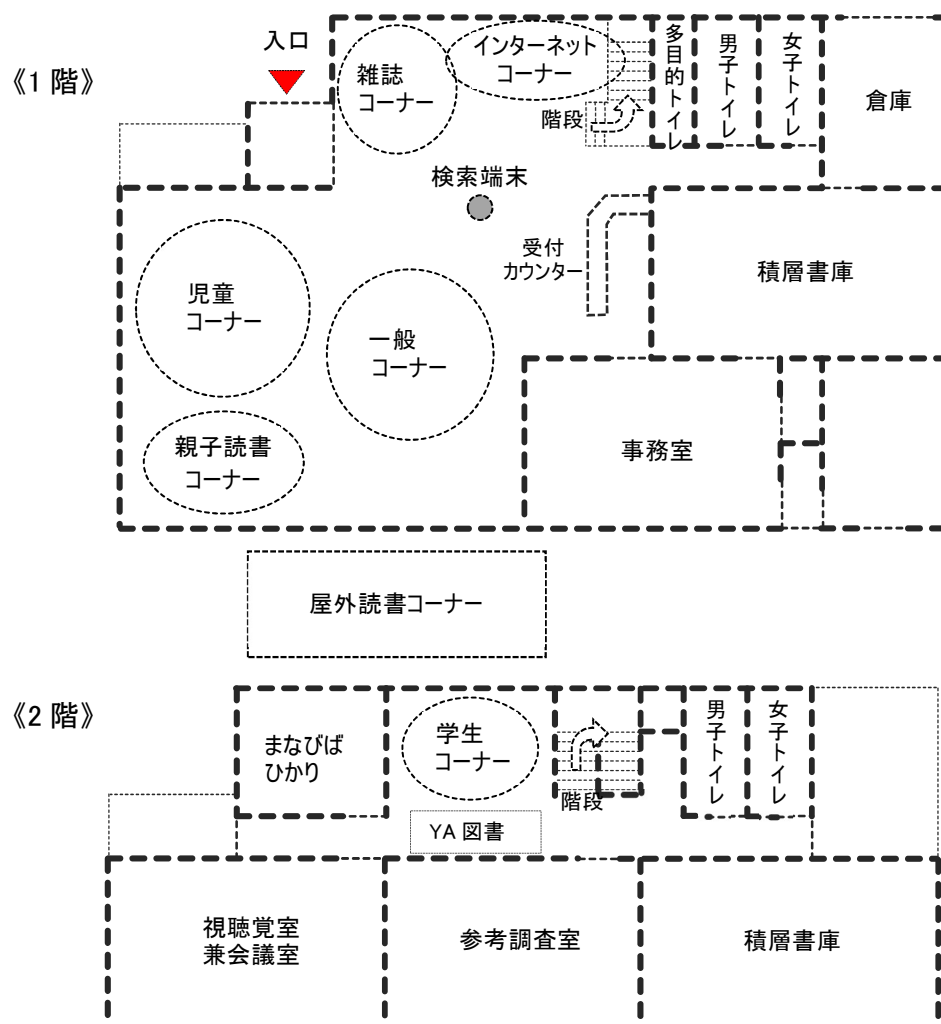 《1 階》
入口
雑誌
コーナー
インターネット
コーナー
階段
多目的トイレ
男子トイレ
女子トイレ
倉庫
検索端末
受付
カウンター
積層書庫
児童
コーナー
一般
コーナー
親子読書
コーナー
事務室
屋外読書コーナー
《2 階》
まなびば
ひかり
学生
コーナー
階段
男子トイレ
女子トイレ
YA 図書
視聴覚室
兼会議室
参考調査室
積層書庫